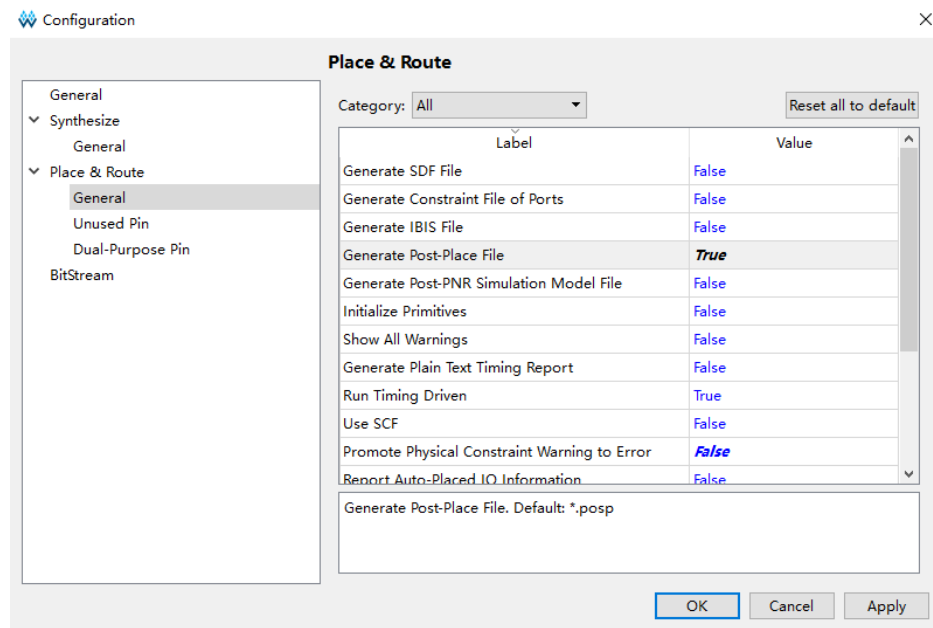 Configuration
Place & Route
General
Synthesize
General
Place & Route
General
Unused Pin
Dual-Purpose Pin
BitStream
Category: All Reset all to default
Label Value
Generate SDF File False
Generate Constraint File of Ports False
Generate IBIS File False
Generate Post-Place File True
Generate Post-PNR Simulation Model File False
Initialize Primitives False
Show All Warnings False
Generate Plain Text Timing Report False
Run Timing Driven True
Use SCF False
Promote Physical Constraint Warning to Error False
Report Auto-Placed IO Information False
Generate Post-Place File. Default: *.posp
OK Cancel Apply